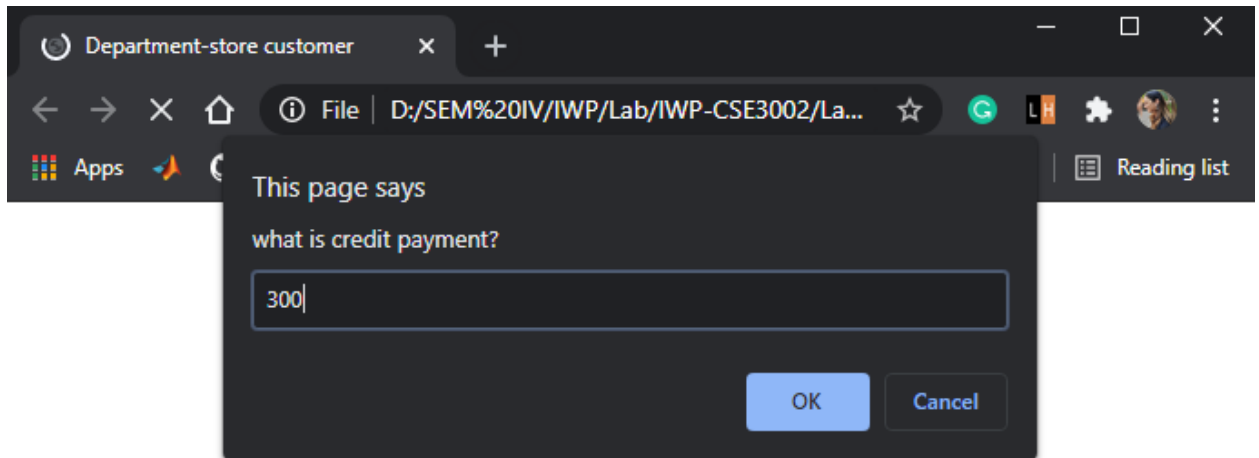 Department-store customer
File D:/SEM%20IV/IWP/Lab/IWP-CSE3002/La...
G LH
Apps Reading list
This page says
what is credit payment?
300
OK Cancel